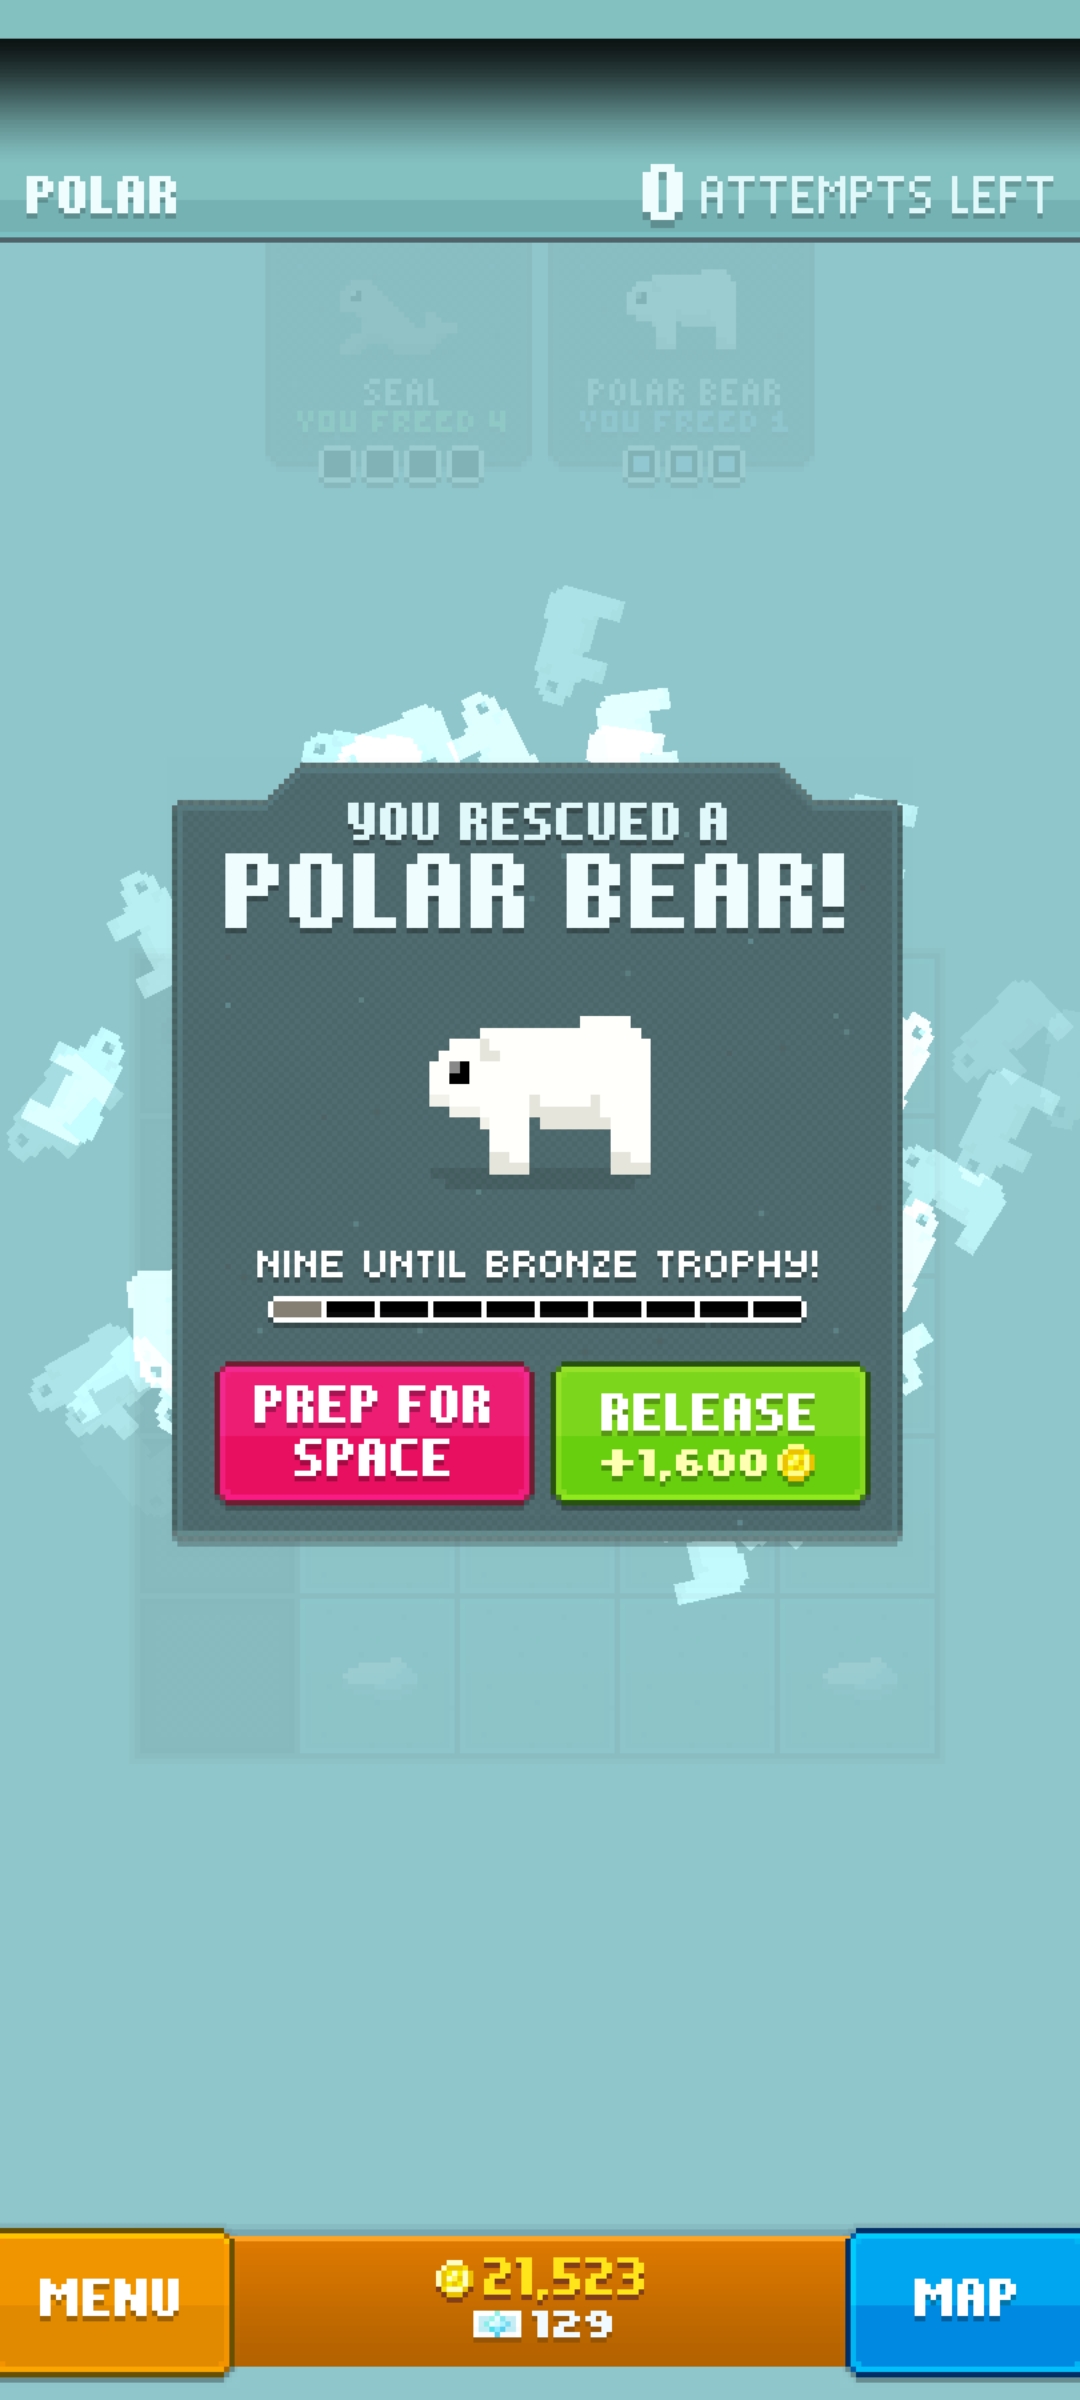 POLAR
0 ATTEMPTS LEFT
SEAL
YOU FREED 4
POLAR BEAR
YOU FREED 1
YOU RESCUED A
POLAR BEAR!
NINE UNTIL BRONZE TROPHY!
PREP FOR
SPACE
RELEASE
+1,600
MENU
21,523
129
MAP